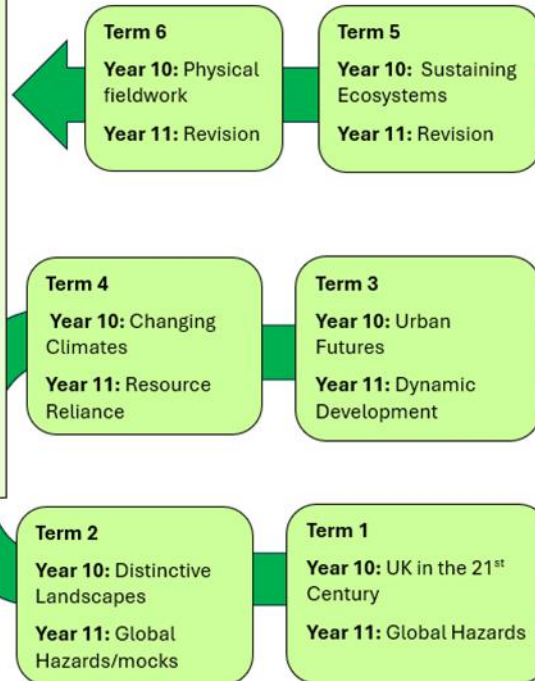 Term 6
Year 10: Physical
fieldwork
Year 11: Revision
Term 5
Year 10: Sustaining
Ecosystems
Year 11: Revision
Term 4
Year 10: Changing
Climates
Year 11: Resource
Reliance
Term 3
Year 10: Urban
Futures
Year 11: Dynamic
Development
Term 2
Year 10: Distinctive
Landscapes
Year 11: Global
Hazards/mocks
Term 1
Year 10: UK in the 21st
Century
Year 11: Global Hazards